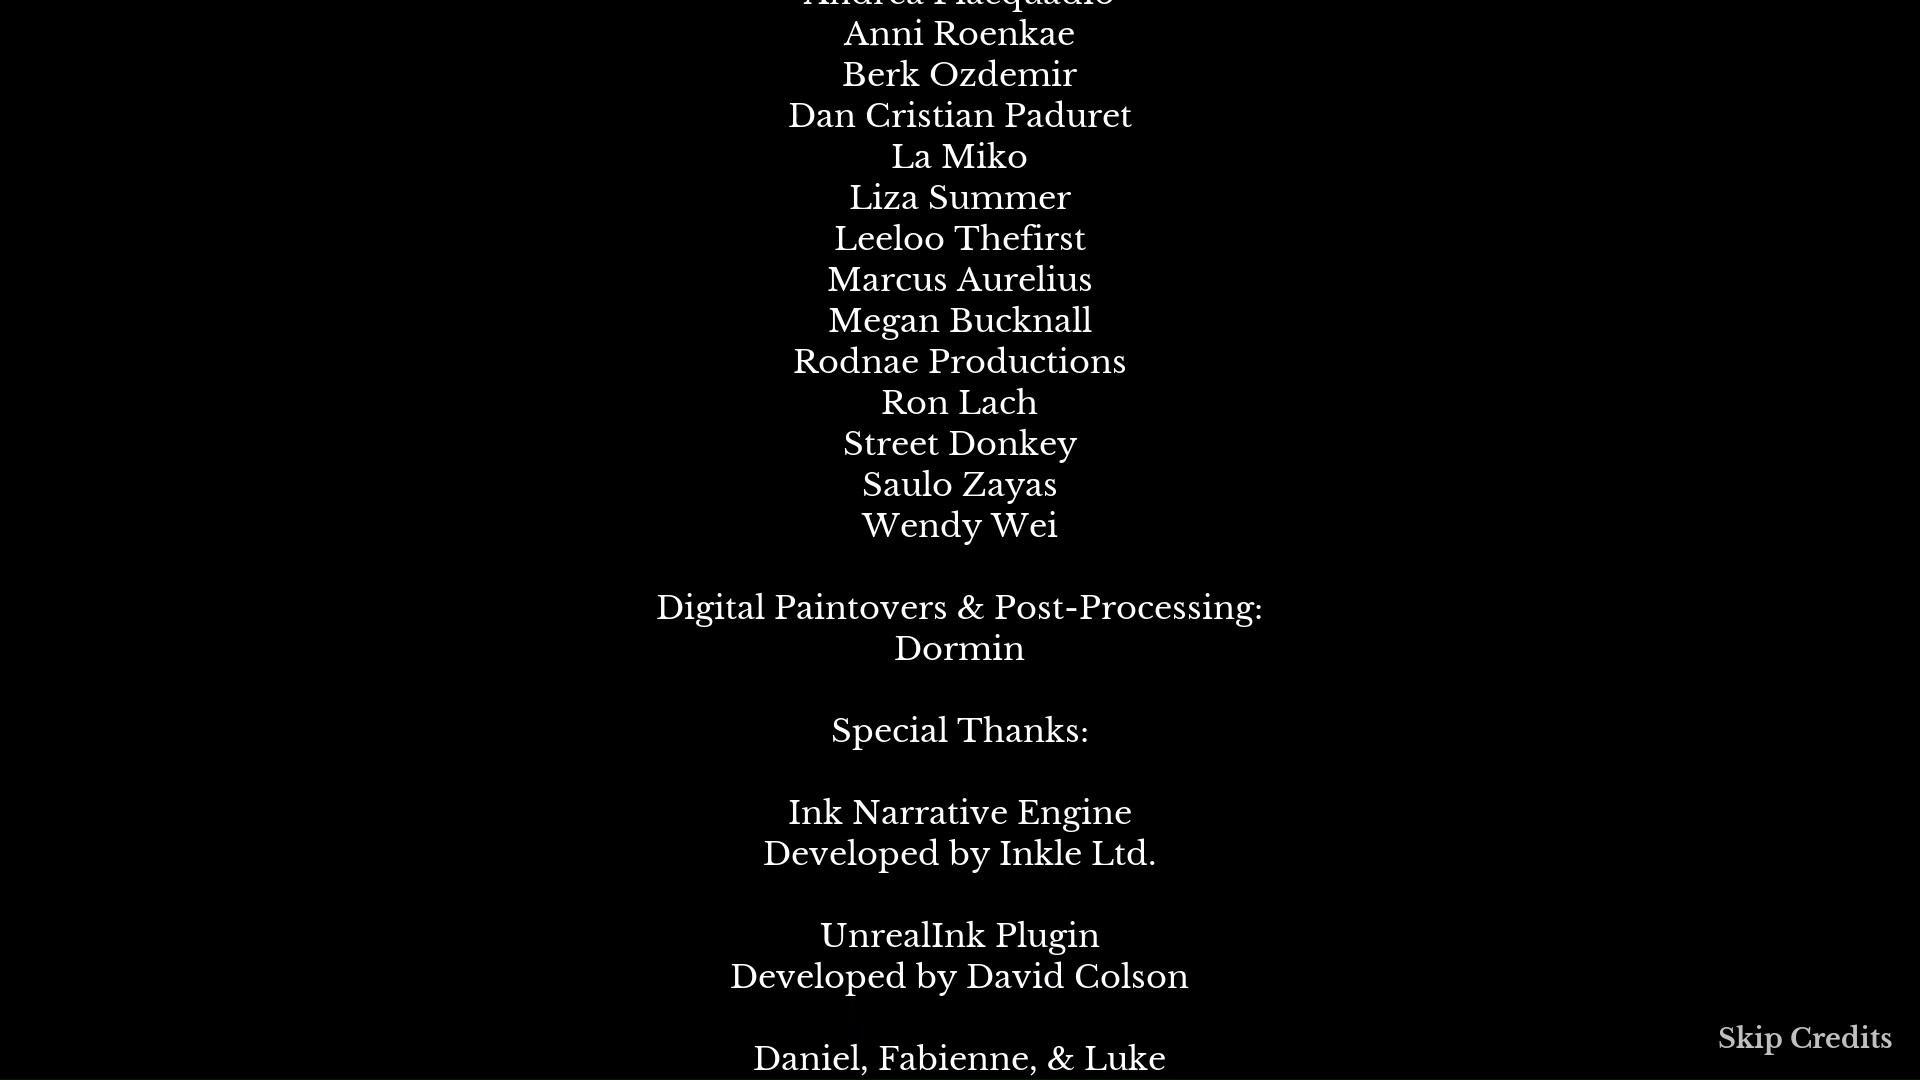 Anni Roenkae
Berk Ozdemir
Dan Cristian Paduret
La Miko
Liza Summer
Leeloo Thefirst
Marcus Aurelius
Megan Bucknall
Rodnae Productions
Ron Lach
Street Donkey
Saulo Zayas
Wendy Wei
Digital Paintovers & Post-Processing:
Dormin
Special Thanks:
Ink Narrative Engine
Developed by Inkle Ltd.
UnrealInk Plugin
Developed by David Colson
Daniel, Fabienne, & Luke
Skip Credits